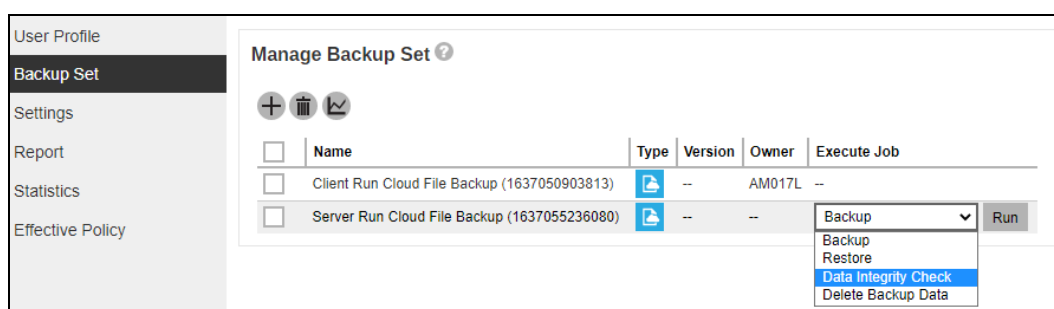 User Profile
Backup Set
Settings
Report
Statistics
Effective Policy
Manage Backup Set ?
Name Type Version Owner Execute Job
Client Run Cloud File Backup (1637050903813) -- AM017L --
Server Run Cloud File Backup (1637055236080) -- -- Backup Run
Backup
Restore
Data Integrity Check
Delete Backup Data